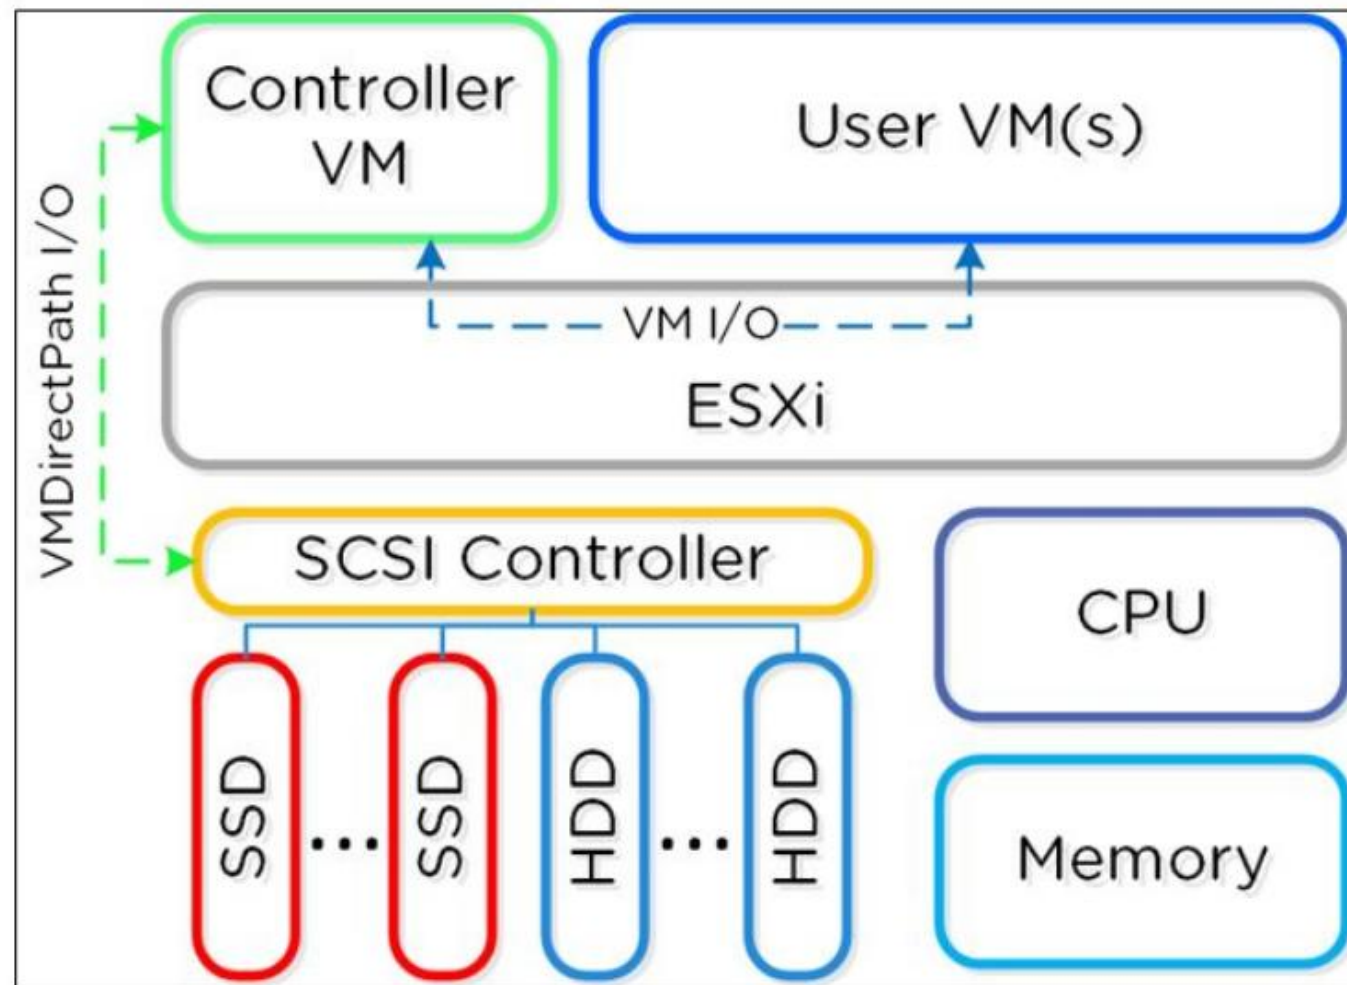 Controller
VM
User VM(s)
VMDirectPath I/O
VM I/O
ESXi
SCSI Controller
CPU
SSD
...
SSD
HDD
...
HDD
Memory